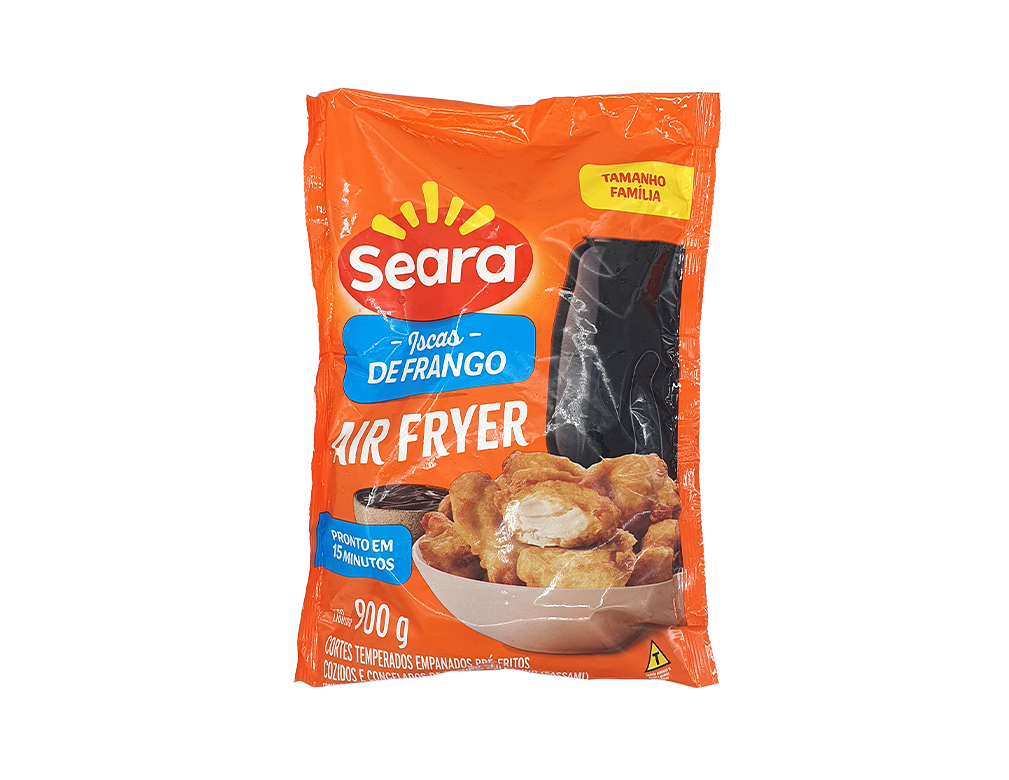 TAMANHO
FAMÍLIA
Seara
- Iscas -
DE FRANGO
AIR FRYER
PRONTO EM
15 MINUTOS
900 g
CORTES TEMPERADOS EMPANADOS PRÉ-FRITOS
COZIDOS E CONGELADOS
T